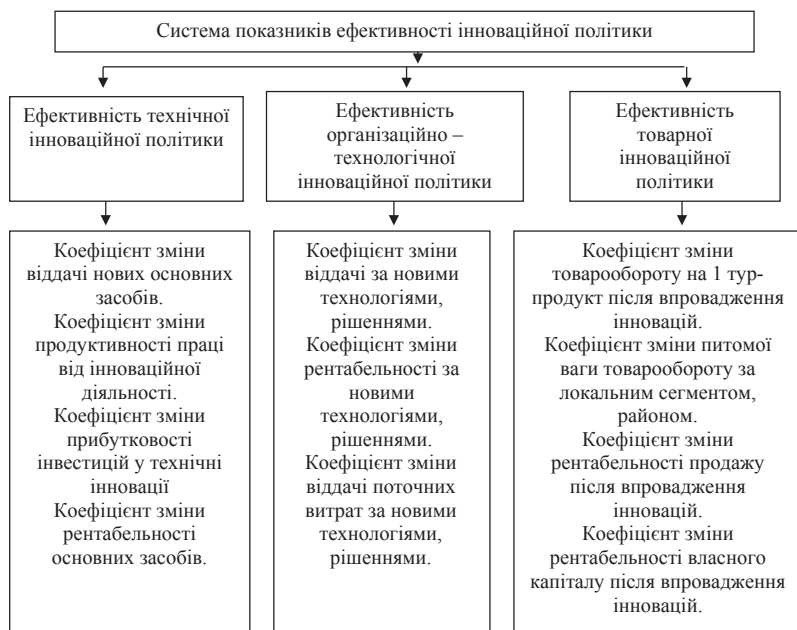 Система показників ефективності інноваційної політики
Ефективність технічної
інноваційної політики
Ефективність
організаційно –
технологічної
інноваційної політики
Ефективність
товарної
інноваційної
політики
Коефіцієнт зміни
віддачі нових основних
засобів.
Коефіцієнт зміни
продуктивності праці
від інноваційної
діяльності.
Коефіцієнт зміни
прибутковості
інвестицій у технічні
інновації
Коефіцієнт зміни
рентабельності
основних засобів.
Коефіцієнт зміни
віддачі за новими
технологіями,
рішеннями.
Коефіцієнт зміни
рентабельності за
новими
технологіями,
рішеннями.
Коефіцієнт зміни
віддачі поточних
витрат за новими
технологіями,
рішеннями.
Коефіцієнт зміни
товарообороту на 1 тур-
продукт після впровадження
інновацій.
Коефіцієнт зміни питомої
ваги товарообороту за
локальним сегментом,
районом.
Коефіцієнт зміни
рентабельності продажу
після впровадження
інновацій.
Коефіцієнт зміни
рентабельності власного
капіталу після впровадження
інновацій.